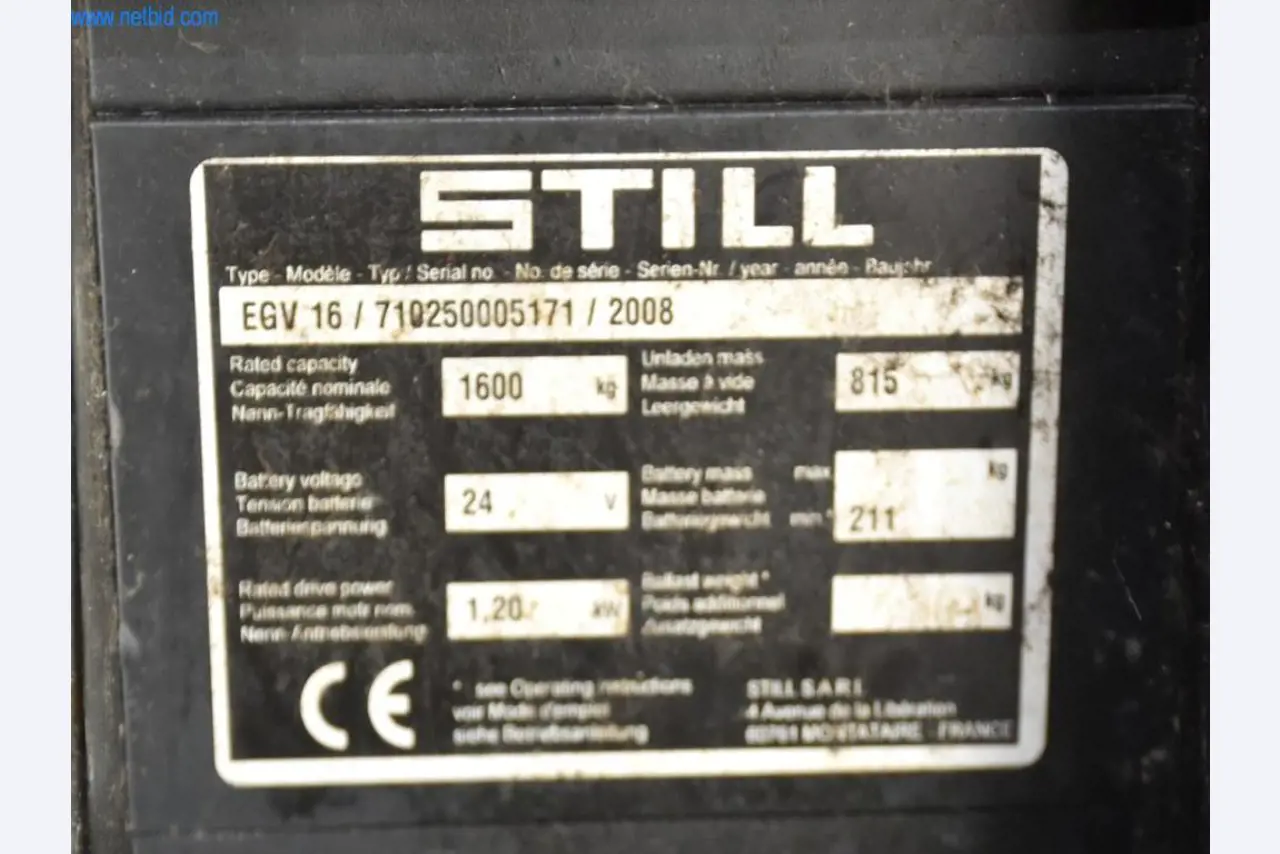 www.netbid.com
STILL
Type - Modèle - Typ / Serial no. - No. de série - Serien-Nr. / year - année - Baujahr
EGV 16 / 710250005171 / 2008
Rated capacity
Capacité nominale
Nenn-Tragfähigkeit
1600 kg
Unladen mass
Masse à vide
Leergewicht
815 kg
Battery voltage
Tension batterie
Batteriespannung
24 V
Battery mass max
Masse batterie
Batteriegewicht min.*
kg
211
Rated drive power
Puissance motr nom.
Nenn-Antriebsleistung
1,20 kW
Ballast weight *
Poids additionnel
Zusatzgewicht
kg
CE
* see Operating instructions
voir Mode d'emploi
siehe Betriebsanleitung
STILL S.A.R.L
4 Avenue de la Libération
MONTATAIRE - FRANCE